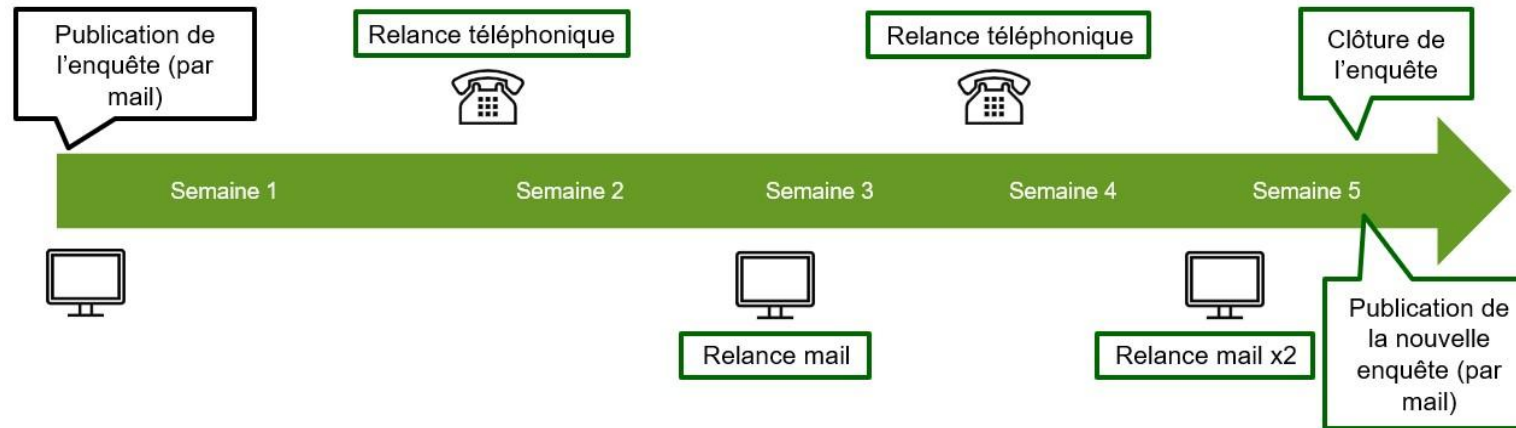 Publication de
l’enquête (par
mail)
Relance téléphonique
Relance téléphonique
Clôture de
l’enquête
Semaine 1
Semaine 2
Semaine 3
Semaine 4
Semaine 5
Relance mail
Relance mail x2
Publication de
la nouvelle
enquête (par
mail)